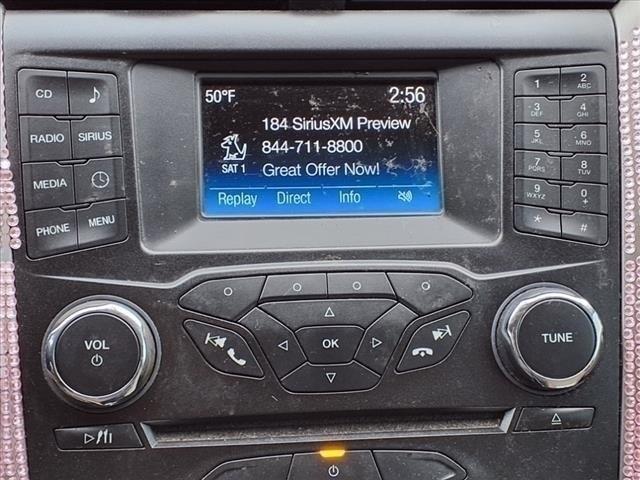 50°F 2:56
184 SiriusXM Preview
844-711-8800
SAT 1 Great Offer Now!
Replay Direct Info
CD
RADIO SIRIUS
MEDIA
PHONE MENU
1 2 ABC
3 DEF 4 GHI
5 JKL 6 MNO
7 PQRS 8 TUV
9 WXYZ 0 +
* #
VOL
OK
TUNE